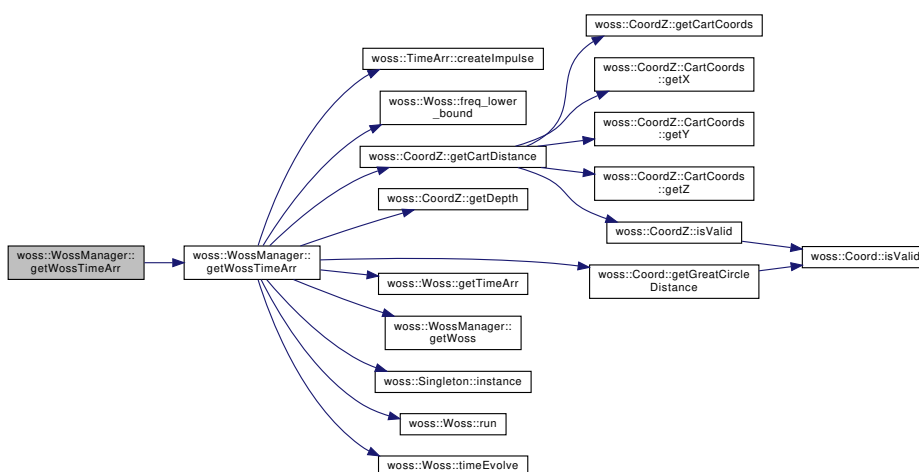 woss::WossManager::
getWossTimeArr
woss::WossManager::
getWossTimeArr
woss::TimeArr::createImpulse
woss::Woss::freq_lower
_bound
woss::CoordZ::getCartDistance
woss::CoordZ::getDepth
woss::Woss::getTimeArr
woss::WossManager::
getWoss
woss::Singleton::instance
woss::Woss::run
woss::Woss::timeEvolve
woss::CoordZ::getCartCoords
woss::CoordZ::CartCoords
::getX
woss::CoordZ::CartCoords
::getY
woss::CoordZ::CartCoords
::getZ
woss::CoordZ::isValid
woss::Coord::getGreatCircle
Distance
woss::Coord::isValid